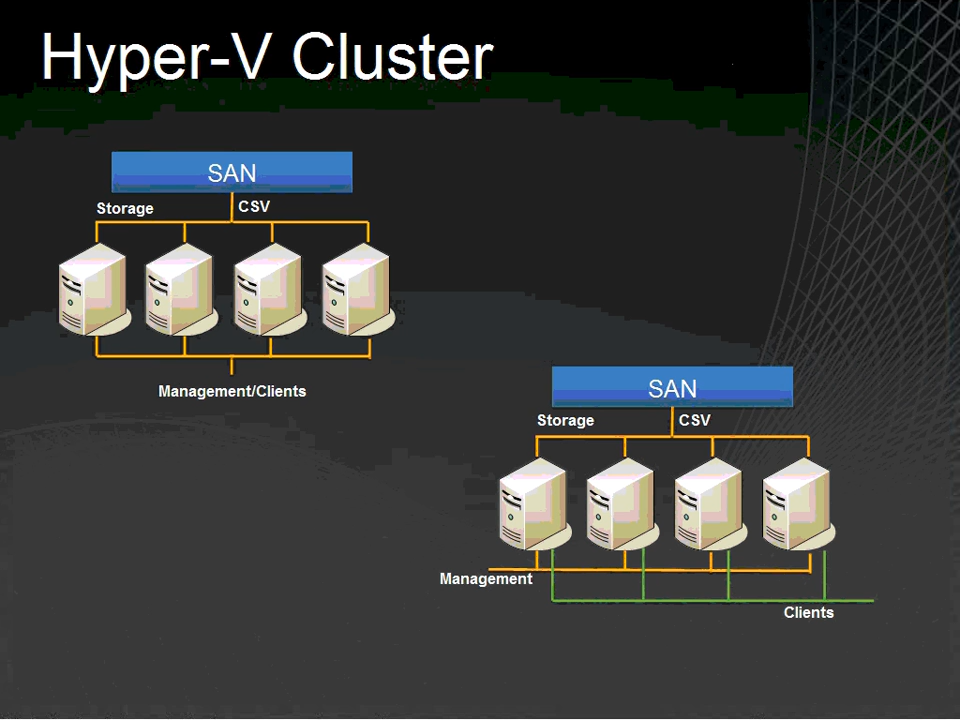 Hyper-V Cluster
SAN
Storage
CSV
Management/Clients
SAN
Storage
CSV
Management
Clients